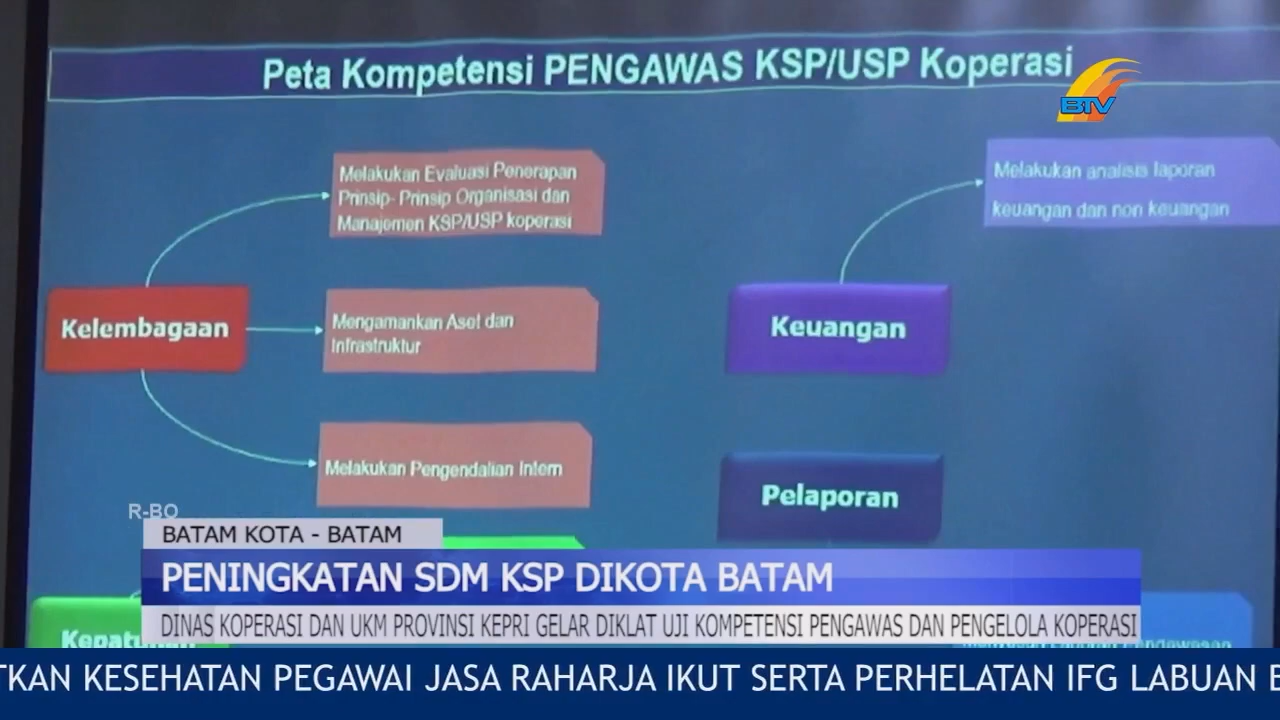 Peta Kompetensi PENGAWAS KSP/USP Koperasi
BTV
Melakukan Evaluasi Penerapan
Prinsip- Prinsip Organisasi dan
Manajemen KSP/USP koperasi
Melakukan analisis laporan
keuangan dan non keuangan
Kelembagaan
Mengamankan Aset dan
Infrastruktur
Keuangan
Melakukan Pengendalian Intern
Pelaporan
R-BO
BATAM KOTA - BATAM
PENINGKATAN SDM KSP DIKOTA BATAM
DINAS KOPERASI DAN UKM PROVINSI KEPRI GELAR DIKLAT UJI KOMPETENSI PENGAWAS DAN PENGELOLA KOPERASI
TKAN KESEHATAN PEGAWAI JASA RAHARJA IKUT SERTA PERHELATAN IFG LABUAN